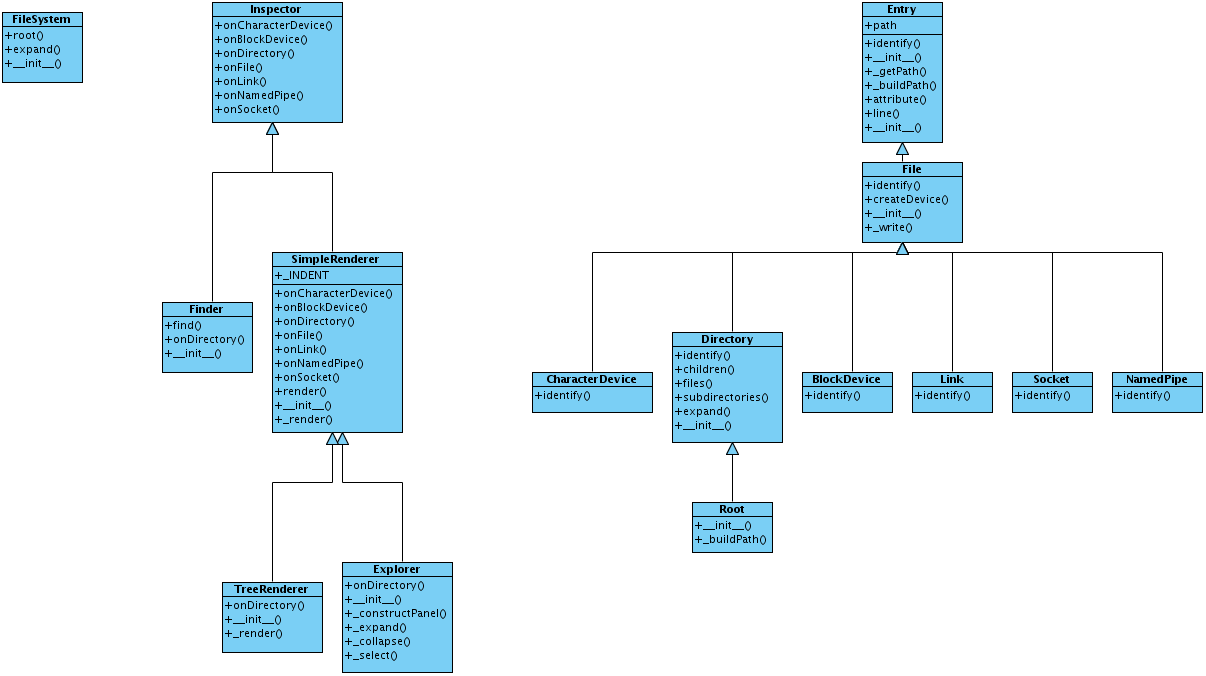 FileSystem
+root()
+expand()
+__init__()
Inspector
+onCharacterDevice()
+onBlockDevice()
+onDirectory()
+onFile()
+onLink()
+onNamedPipe()
+onSocket()
Entry
+path
+identify()
+__init__()
+_getPath()
+_buildPath()
+attribute()
+line()
+__init__()
File
+identify()
+createDevice()
+__init__()
+_write()
SimpleRenderer
+_INDENT
+onCharacterDevice()
+onBlockDevice()
+onDirectory()
+onFile()
+onLink()
+onNamedPipe()
+onSocket()
+render()
+__init__()
+_render()
Finder
+find()
+onDirectory()
+__init__()
Directory
+identify()
+children()
+files()
+subdirectories()
+expand()
+__init__()
CharacterDevice
+identify()
BlockDevice
+identify()
Link
+identify()
Socket
+identify()
NamedPipe
+identify()
Root
+__init__()
+_buildPath()
TreeRenderer
+onDirectory()
+__init__()
+_render()
Explorer
+onDirectory()
+__init__()
+_constructPanel()
+_expand()
+_collapse()
+_select()